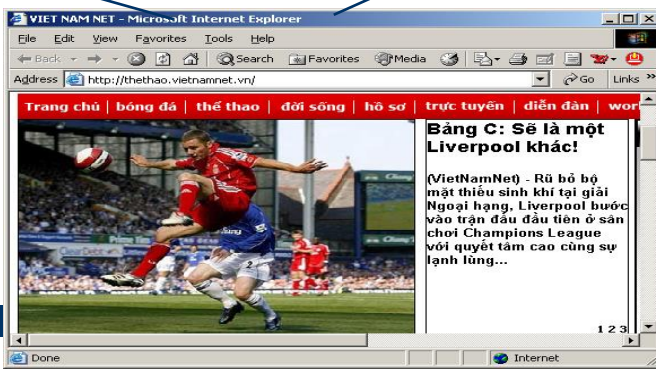 VIET NAM NET - Microsoft Internet Explorer
File Edit View Favorites Tools Help
Back Search Favorites Media
Address http://thethao.vietnamnet.vn/ Go Links »
Trang chủ | bóng đá | thế thao | đời sống | hồ sơ | trực tuyến | diễn đàn | wor
Bảng C: Sẽ là một
Liverpool khác!
(VietNamNet) - Rũ bỏ bộ
mặt thiếu sinh khí tại giải
Ngoại hạng, Liverpool bước
vào trận đấu đầu tiên ở sân
chơi Champions League
với quyết tâm cao cùng sự
lạnh lùng...
1 2 3
Done Internet